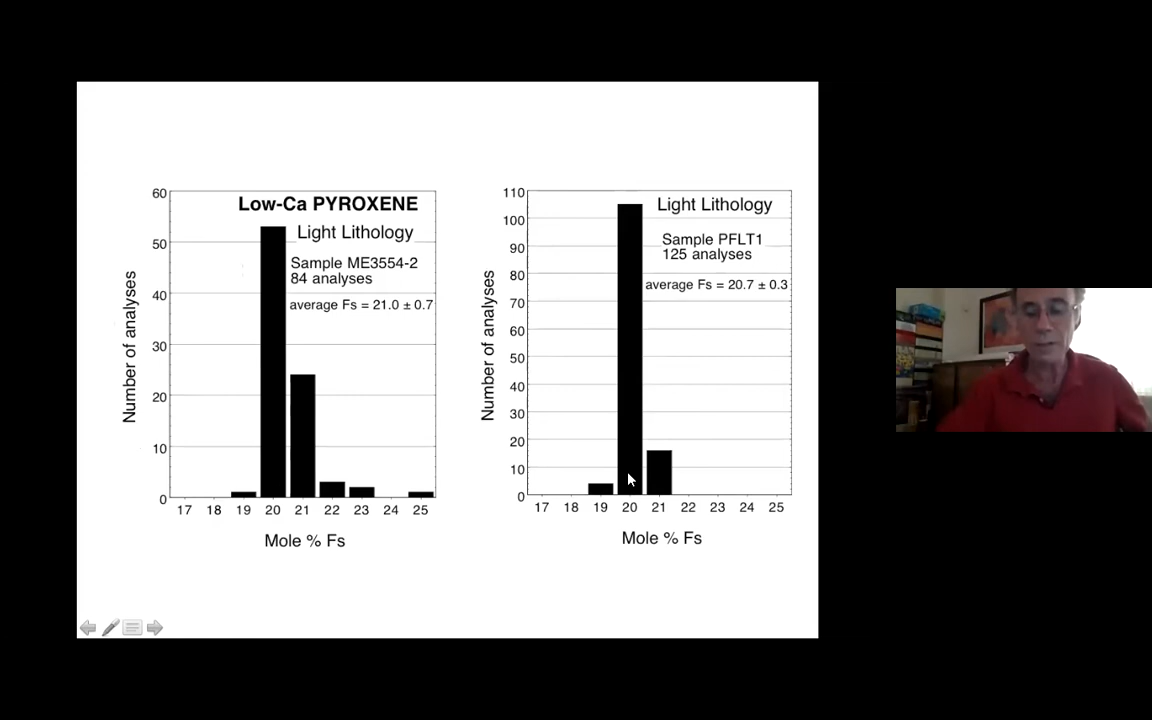 Low-Ca PYROXENE
Light Lithology
Sample ME3554-2
84 analyses
average Fs = 21.0 ± 0.7
Number of analyses
60
50
40
30
20
10
0
17 18 19 20 21 22 23 24 25
Mole % Fs
Light Lithology
Sample PFLT1
125 analyses
average Fs = 20.7 ± 0.3
Number of analyses
110
100
90
80
70
60
50
40
30
20
10
0
17 18 19 20 21 22 23 24 25
Mole % Fs